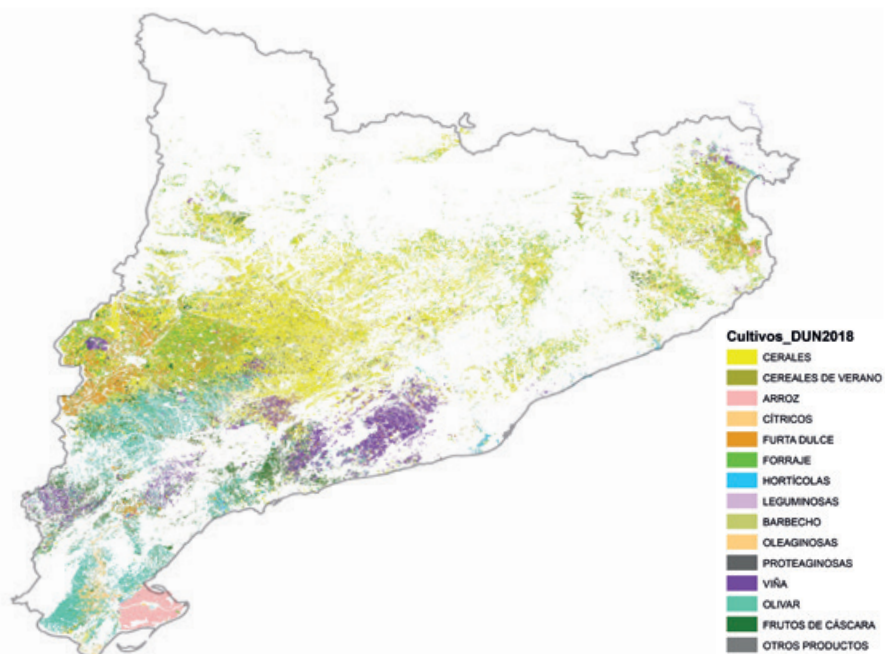 Cultivos_DUN2018
CERALES
CEREALES DE VERANO
ARROZ
CÍTRICOS
FURTA DULCE
FORRAJE
HORTÍCOLAS
LEGUMINOSAS
BARBECHO
OLEAGINOSAS
PROTEAGINOSAS
VIÑA
OLIVAR
FRUTOS DE CÁSCARA
OTROS PRODUCTOS